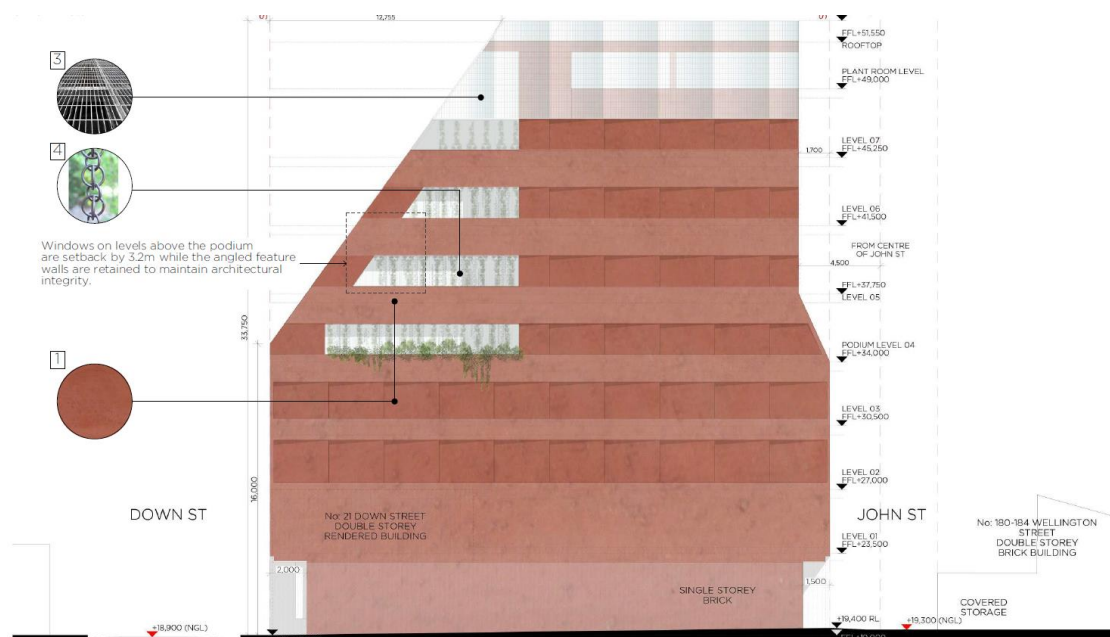 07
13,755
07
FFL+51,550
ROOFTOP
3
PLANT ROOM LEVEL
FFL+49,000
4
LEVEL 07
FFL+45,250
1,700
LEVEL 06
FFL+41,500
Windows on levels above the podium
are setback by 3.2m while the angled feature
walls are retained to maintain architectural
integrity.
FROM CENTRE
OF JOHN ST
4,500
FFL+37,750
LEVEL 05
33,750
PODIUM LEVEL 04
FFL+34,000
1
LEVEL 03
FFL+30,500
LEVEL 02
FFL+27,000
16,000
DOWN ST
No: 21 DOWN STREET
DOUBLE STOREY
RENDERED BUILDING
JOHN ST
No: 180-184 WELLINGTON
STREET
DOUBLE STOREY
BRICK BUILDING
LEVEL 01
FFL+23,500
2,000
1,500
SINGLE STOREY
BRICK
COVERED
STORAGE
+18,900 (NGL)
+19,400 RL
+19,300 (NGL)